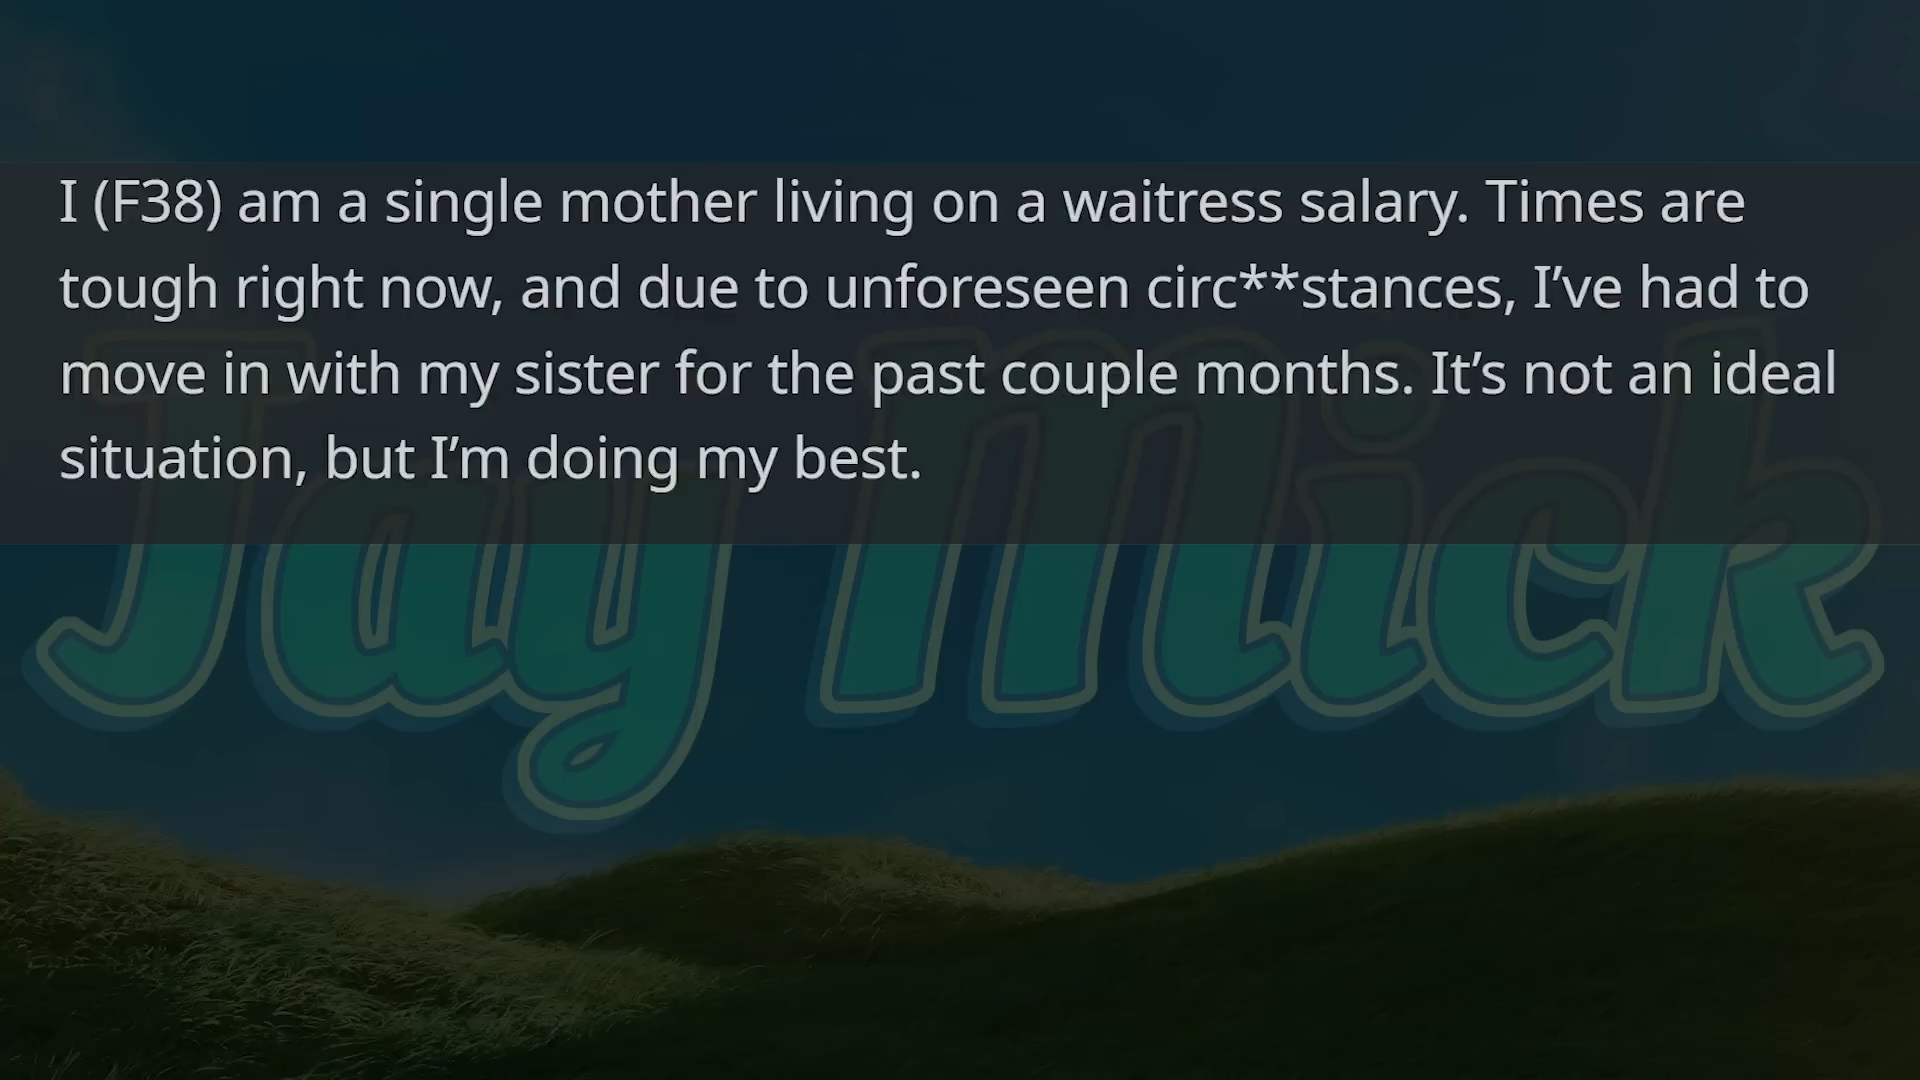 I (F38) am a single mother living on a waitress salary. Times are
tough right now, and due to unforeseen circ**stances, I’ve had to
move in with my sister for the past couple months. It’s not an ideal
situation, but I’m doing my best.
Jay Mick